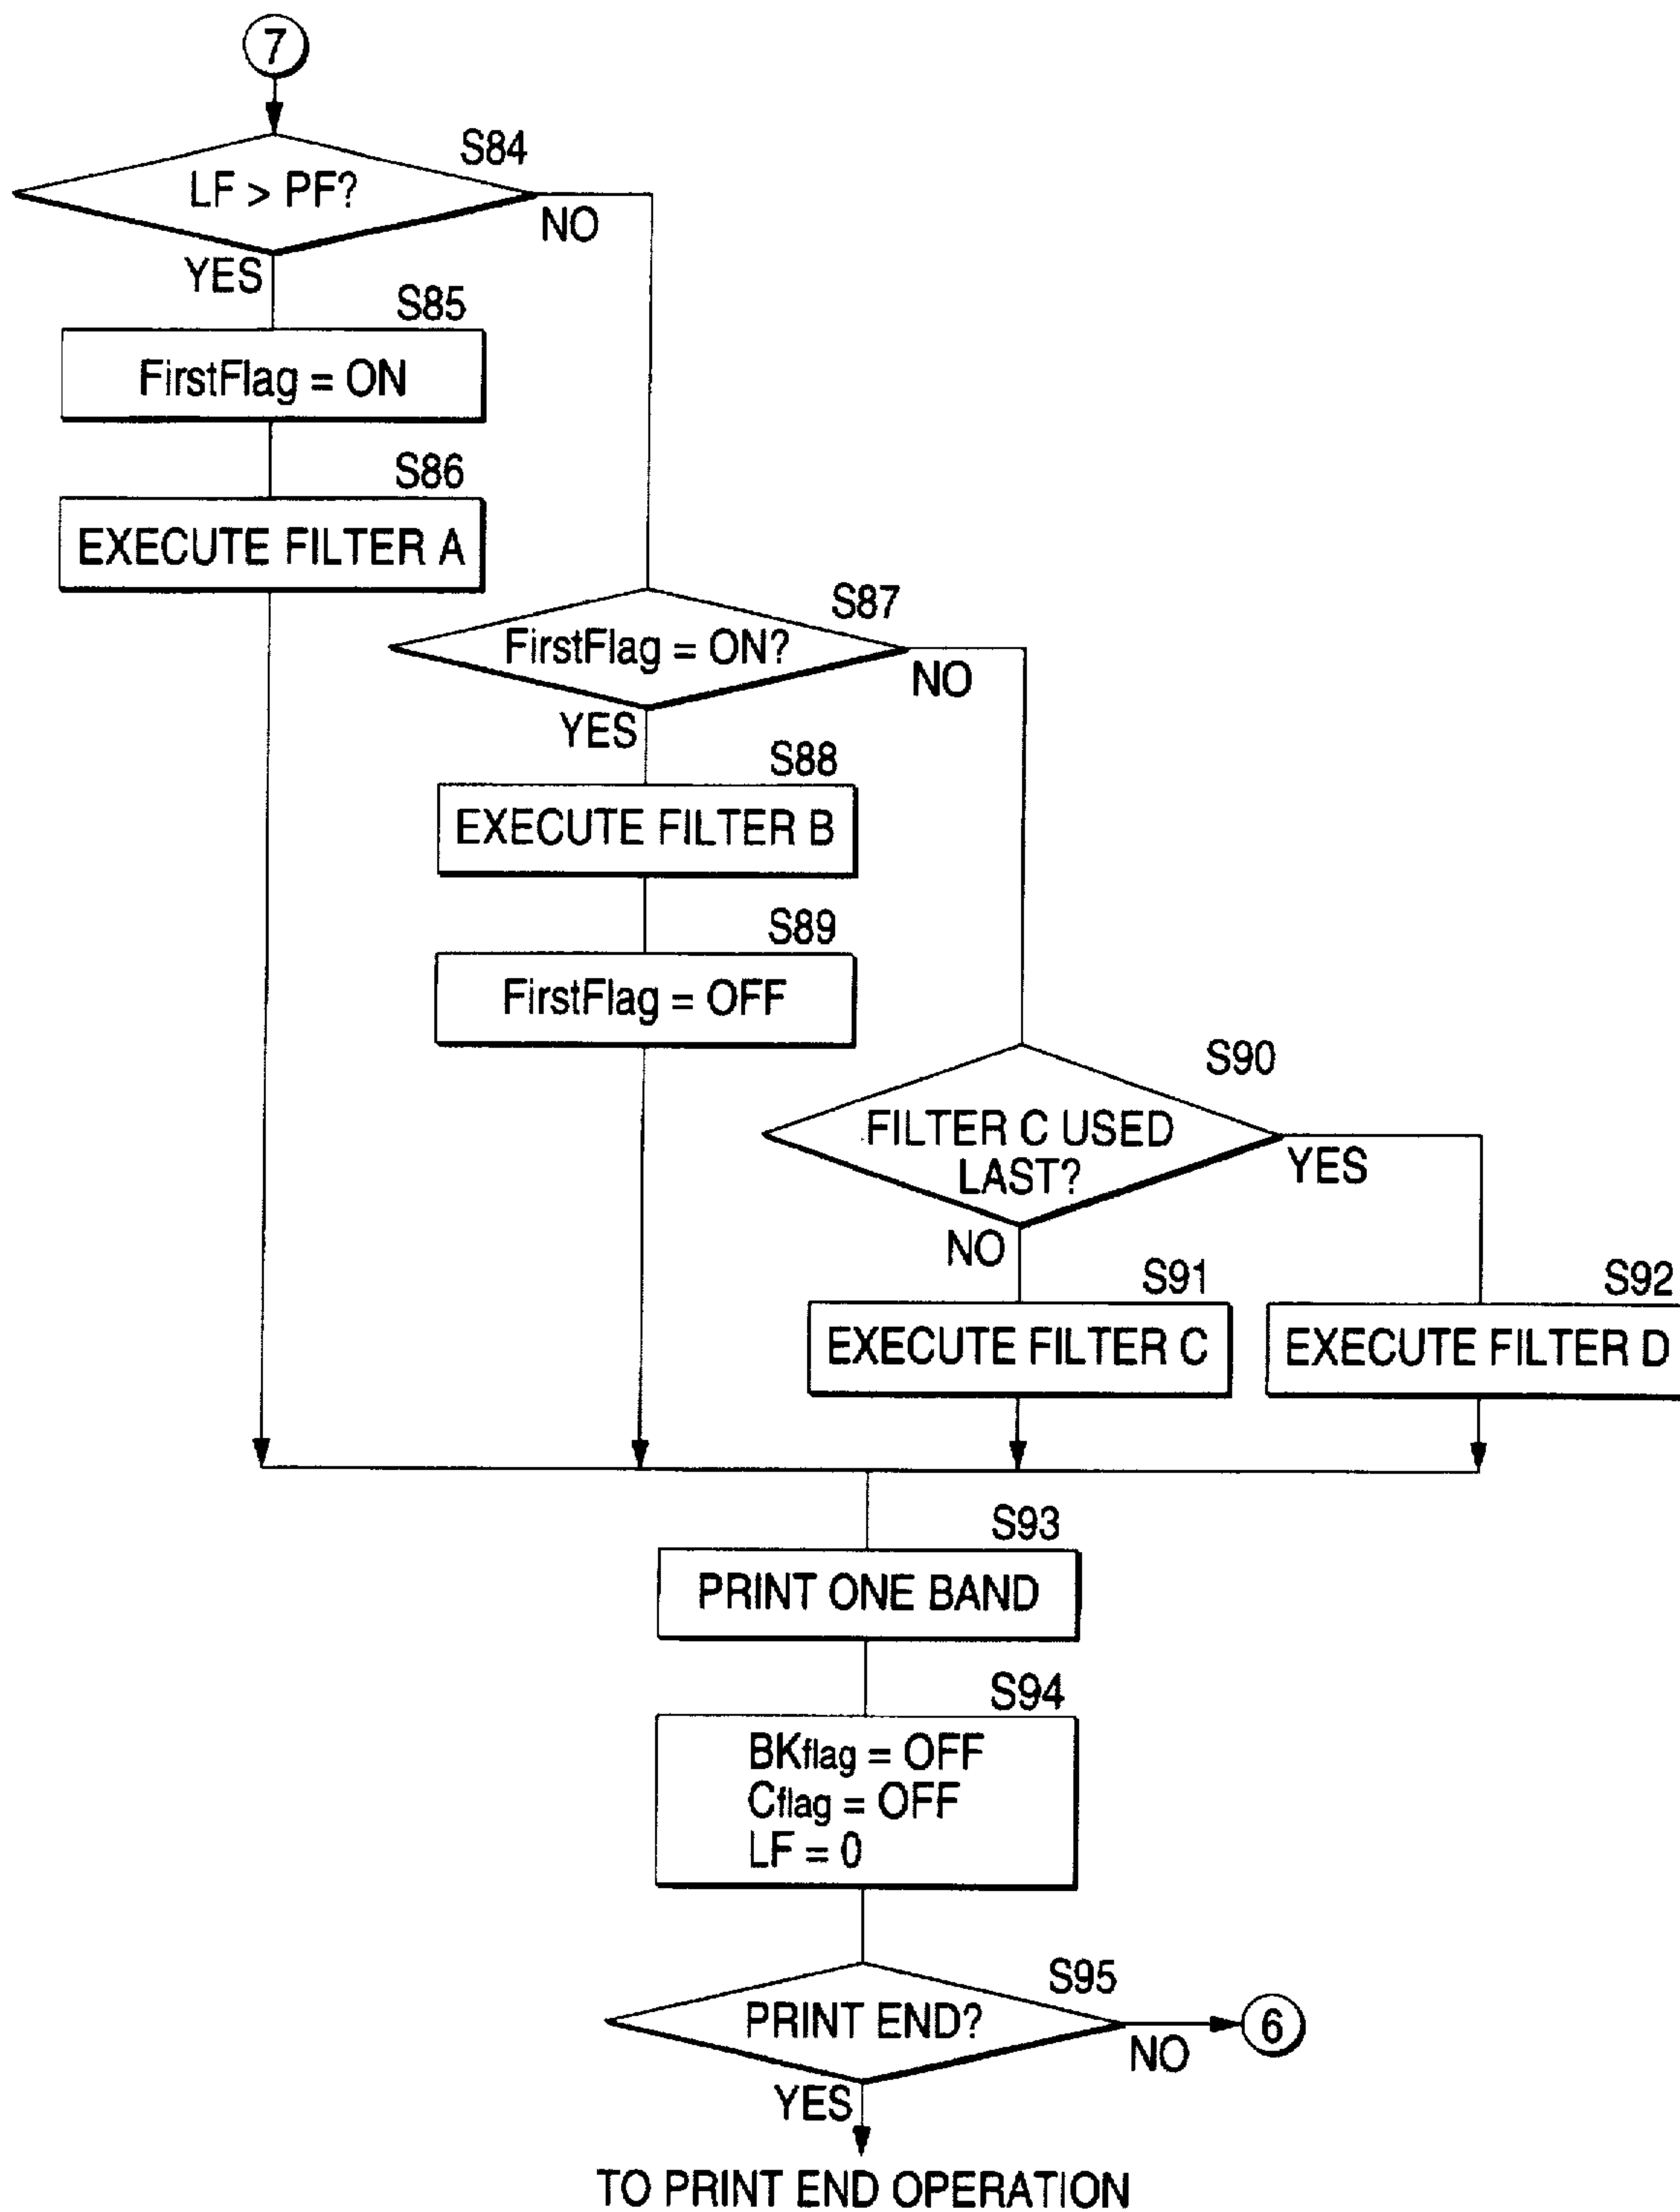 7
S84
LF > PF?
NO
YES
S85
FirstFlag = ON
S86
EXECUTE FILTER A
S87
FirstFlag = ON?
NO
YES
S88
EXECUTE FILTER B
S89
FirstFlag = OFF
S90
FILTER C USED
LAST?
YES
NO
S91
EXECUTE FILTER C
S92
EXECUTE FILTER D
S93
PRINT ONE BAND
S94
BKflag = OFF
Cflag = OFF
LF = 0
S95
PRINT END?
NO
6
YES
TO PRINT END OPERATION